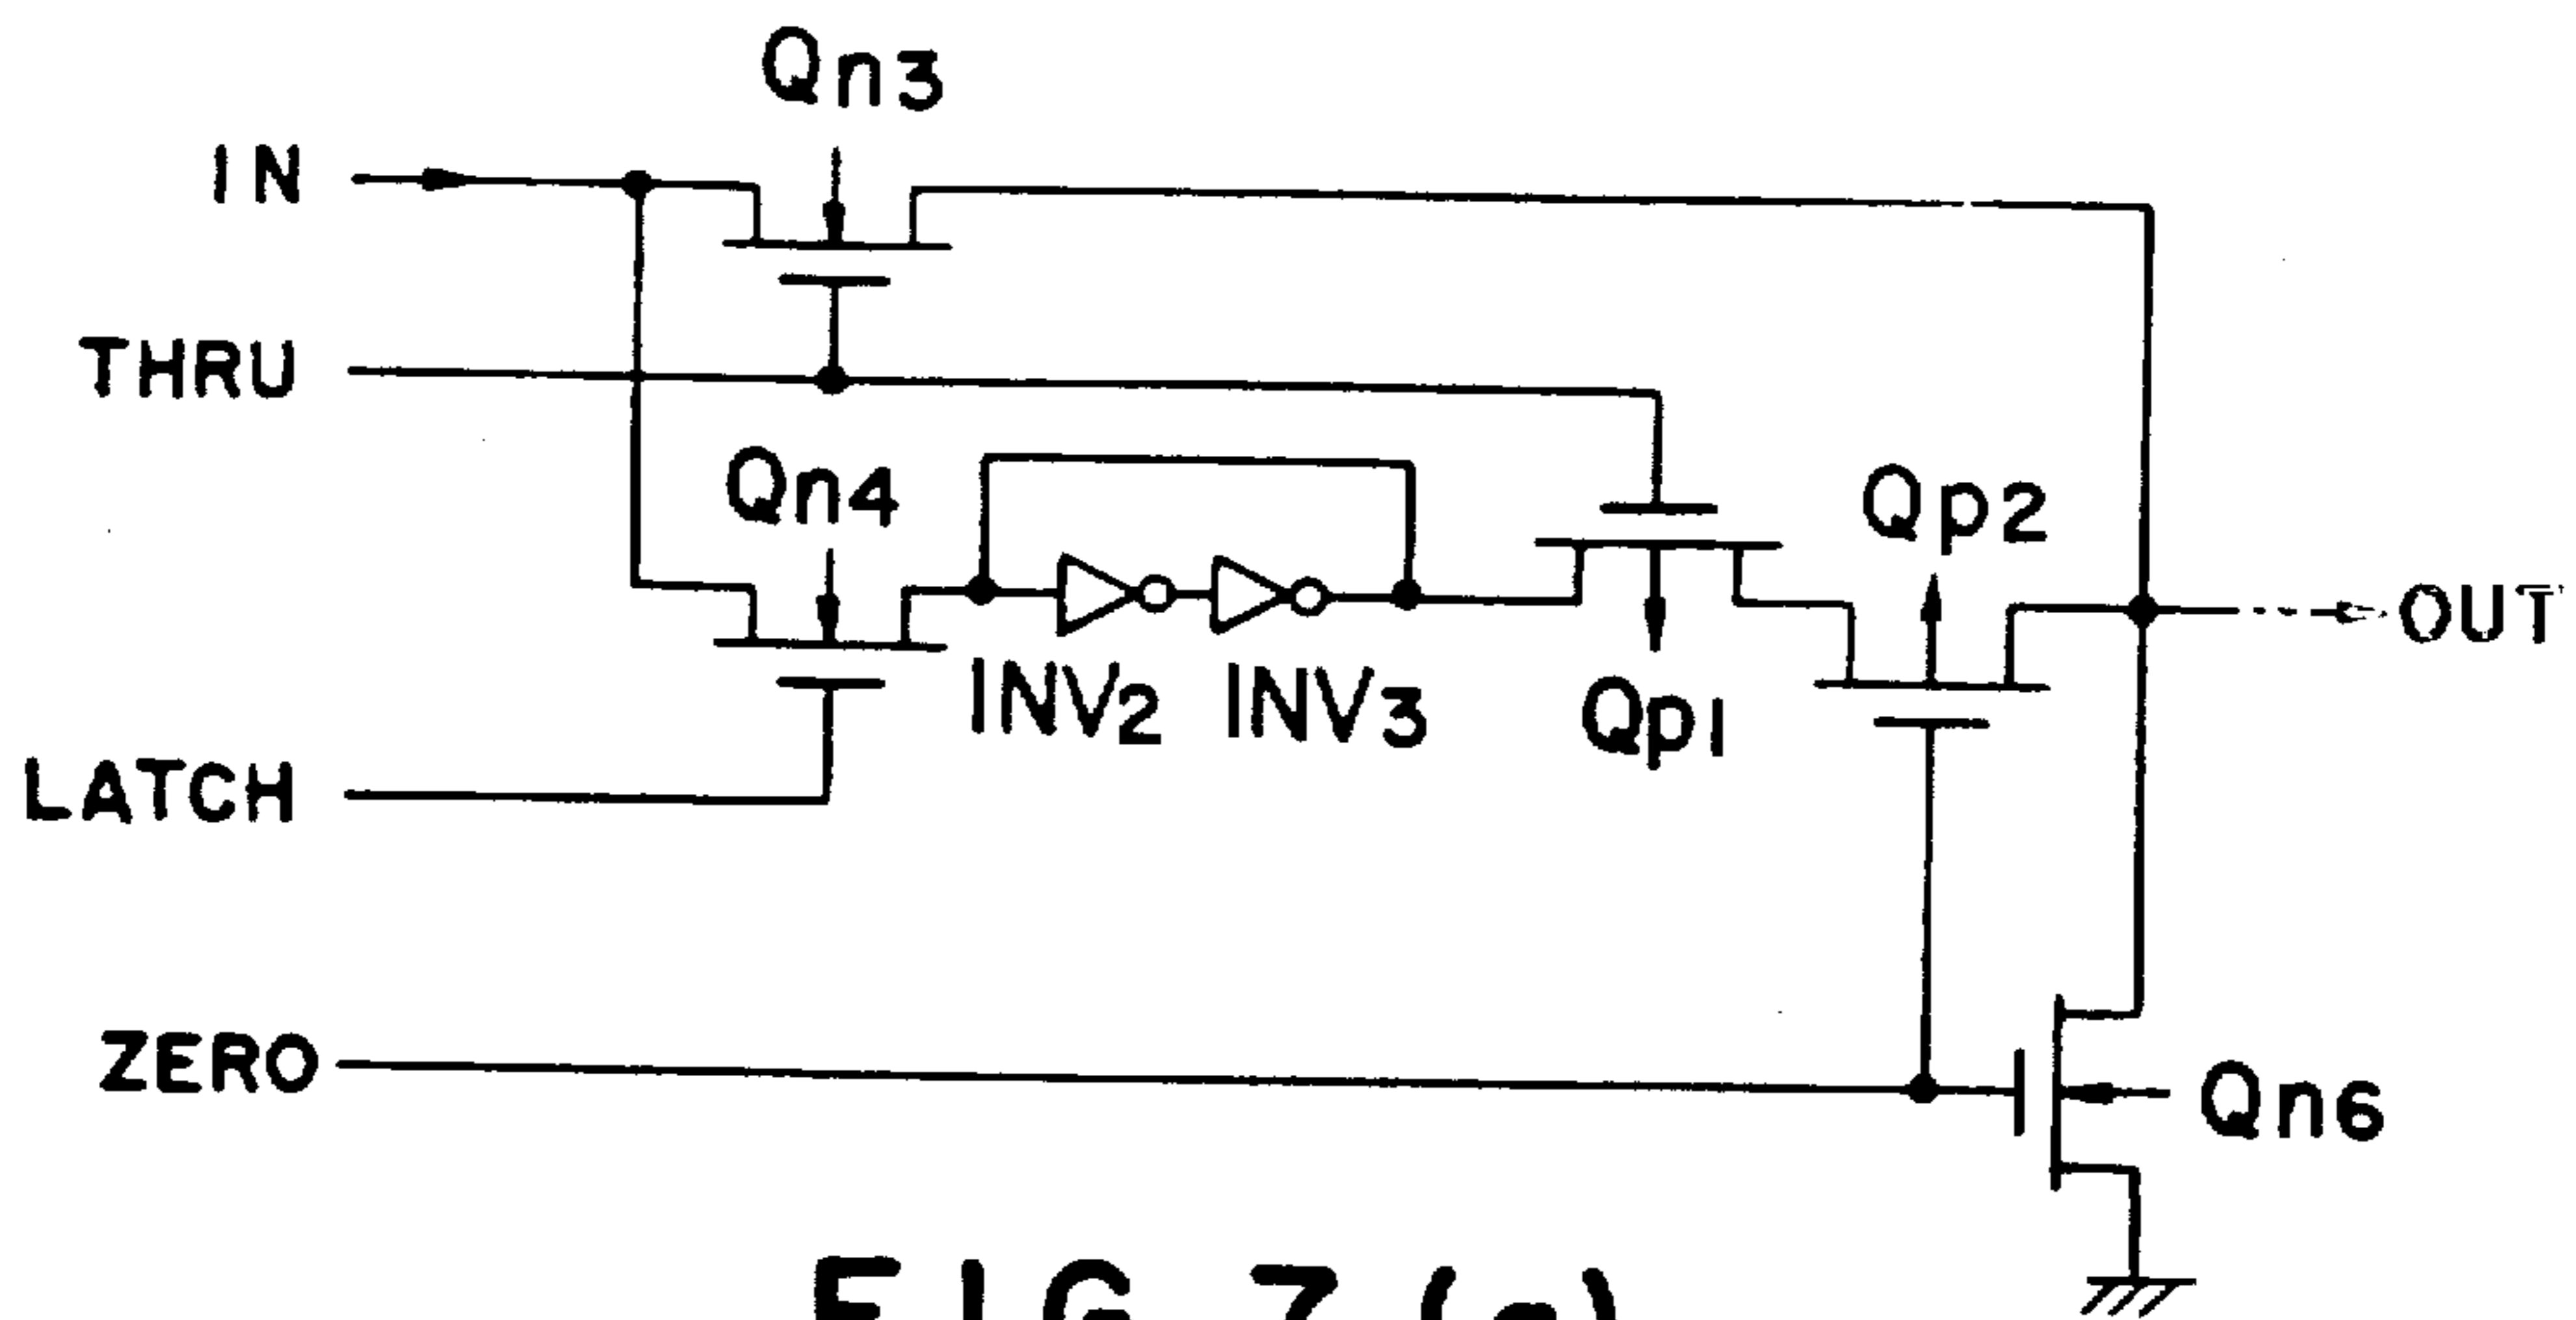 Qn3
IN
THRU
Qn4
Qp2
OUT
INV2 INV3
Qp1
LATCH
ZERO
Qn6